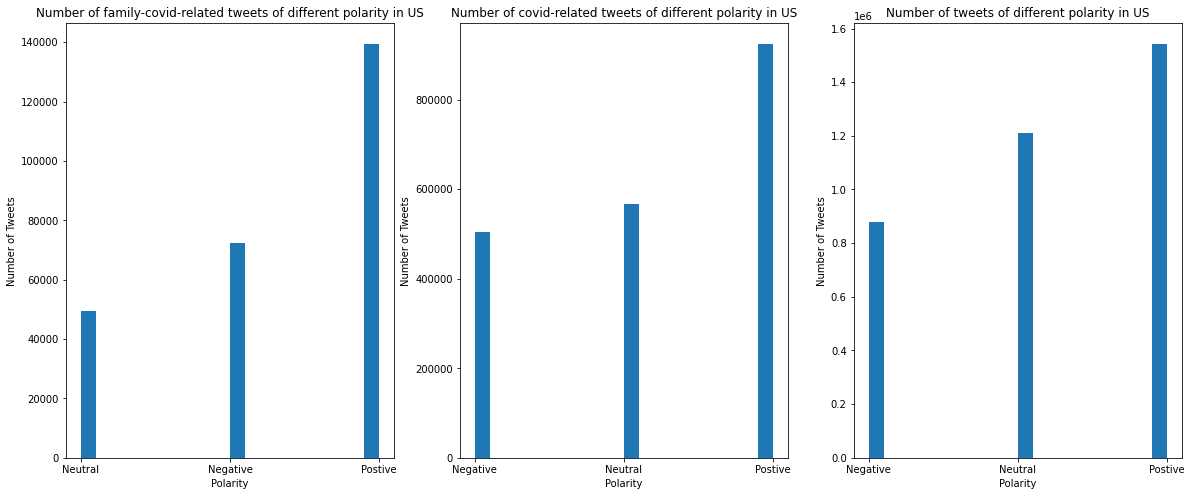 Number of family-covid-related tweets of different polarity in US
140000
120000
100000
80000
60000
40000
20000
0
Number of Tweets
Neutral Negative Postive
Polarity
Number of covid-related tweets of different polarity in US
800000
600000
400000
200000
0
Number of Tweets
Negative Neutral Postive
Polarity
Number of tweets of different polarity in US
1e6
1.6
1.4
1.2
1.0
0.8
0.6
0.4
0.2
0.0
Number of Tweets
Negative Neutral Postive
Polarity